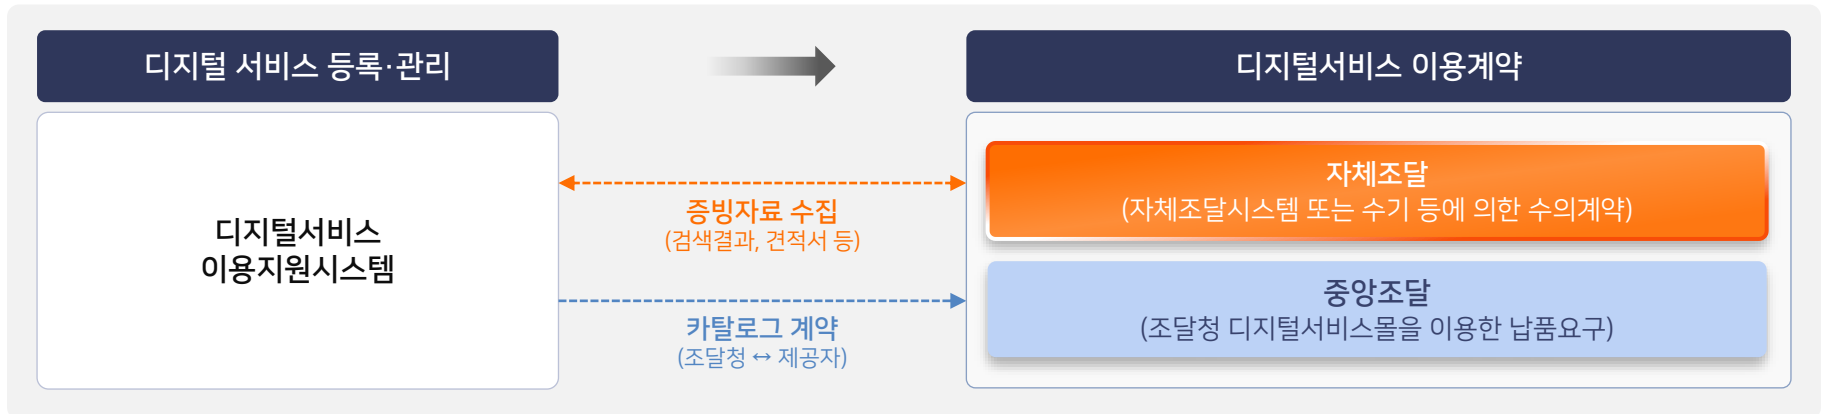 디지털 서비스 등록·관리
디지털서비스 이용계약
디지털서비스
이용지원시스템
증빙자료 수집
(검색결과, 견적서 등)
카탈로그 계약
(조달청 ↔ 제공자)
자체조달
(자체조달시스템 또는 수기 등에 의한 수의계약)
중앙조달
(조달청 디지털서비스몰을 이용한 납품요구)